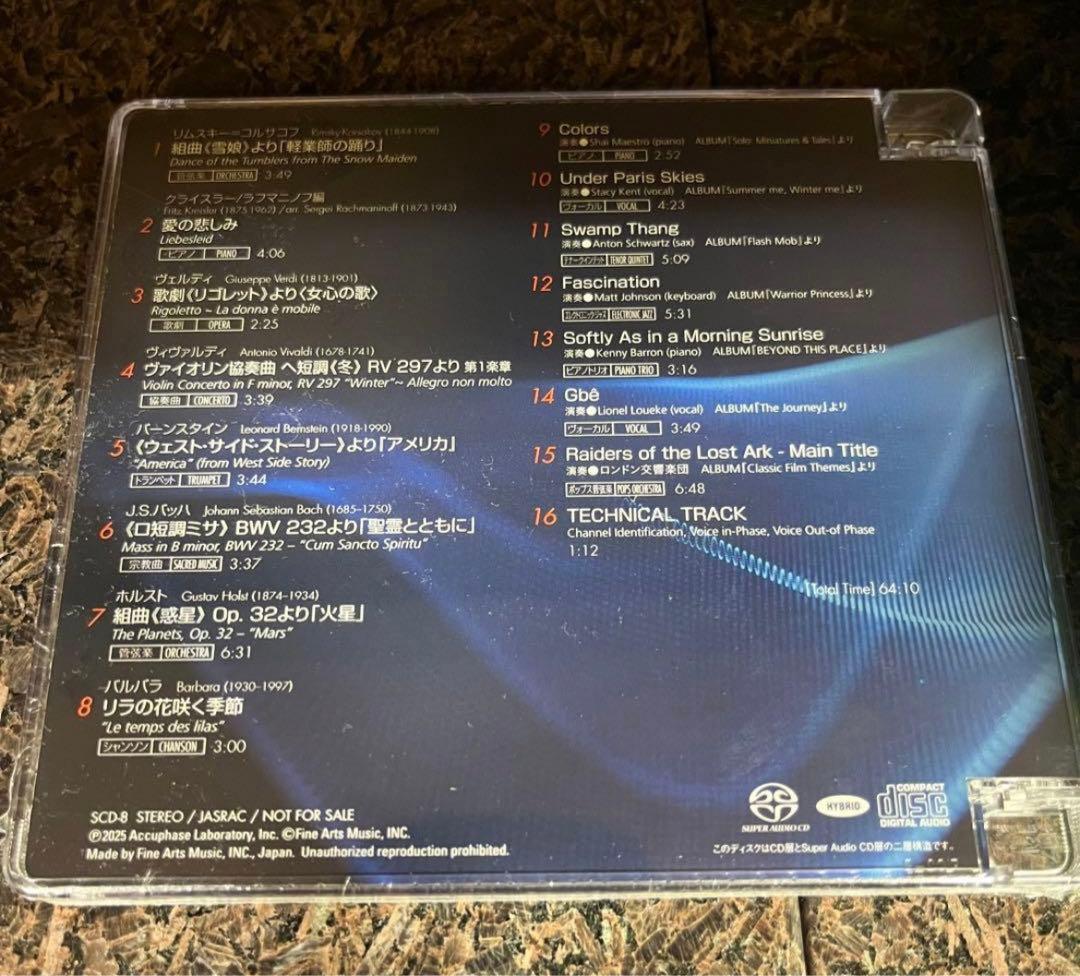 リムスキー=コルサコフ Rimsky-Korsakov (1844-1908)
1 組曲《雪娘》より「軽業師の踊り」
Dance of the Tumblers from The Snow Maiden
管弦楽 ORCHESTRA 3:49
クライスラー/ラフマニノフ編
Fritz Kreisler (1875-1962) / arr. Sergei Rachmaninoff (1873-1943)
2 愛の悲しみ
Liebesleid
ピアノ PIANO 4:06
ヴェルディ Giuseppe Verdi (1813-1901)
3 歌劇《リゴレット》より〈女心の歌〉
Rigoletto ~ La donna è mobile
歌劇 OPERA 2:25
ヴィヴァルディ Antonio Vivaldi (1678-1741)
4 ヴァイオリン協奏曲 ヘ短調《冬》 RV 297より 第1楽章
Violin Concerto in F minor, RV 297 "Winter"~ Allegro non molto
協奏曲 CONCERTO 3:39
バーンスタイン Leonard Bernstein (1918-1990)
5 《ウェスト・サイド・ストーリー》より「アメリカ」
"America" (from West Side Story)
トランペット TRUMPET 3:44
J.S.バッハ Johann Sebastian Bach (1685-1750)
6 《ロ短調ミサ》 BWV 232より「聖霊とともに」
Mass in B minor, BWV 232 – "Cum Sancto Spiritu"
宗教曲 SACRED MUSIC 3:37
ホルスト Gustav Holst (1874-1934)
7 組曲《惑星》 Op. 32より「火星」
The Planets, Op. 32 – "Mars"
管弦楽 ORCHESTRA 6:31
バルバラ Barbara (1930-1997)
8 リラの花咲く季節
"Le temps des lilas"
シャンソン CHANSON 3:00
9 Colors
演奏●Shai Maestro (piano) ALBUM『Solo: Miniatures & Tales』より
ピアノ PIANO 2:52
10 Under Paris Skies
演奏●Stacy Kent (vocal) ALBUM『Summer me, Winter me』より
ヴォーカル VOCAL 4:23
11 Swamp Thang
演奏●Anton Schwartz (sax) ALBUM『Flash Mob』より
テナークインテット TENOR QUINTET 5:09
12 Fascination
演奏●Matt Johnson (keyboard) ALBUM『Warrior Princess』より
エレクトロニックジャズ ELECTRONIC JAZZ 5:31
13 Softly As in a Morning Sunrise
演奏●Kenny Barron (piano) ALBUM『BEYOND THIS PLACE』より
ピアノトリオ PIANO TRIO 3:16
14 Gbê
演奏●Lionel Loueke (vocal) ALBUM『The Journey』より
ヴォーカル VOCAL 3:49
15 Raiders of the Lost Ark - Main Title
演奏●ロンドン交響楽団 ALBUM『Classic Film Themes』より
ポップス管弦楽 POPS ORCHESTRA 6:48
16 TECHNICAL TRACK
Channel Identification, Voice in-Phase, Voice Out-of Phase
1:12
[Total Time] 64:10
SCD-8 STEREO / JASRAC / NOT FOR SALE
℗2025 Accuphase Laboratory, Inc. ©Fine Arts Music, INC.
Made by Fine Arts Music, INC., Japan. Unauthorized reproduction prohibited.
SUPER AUDIO CD
HYBRID
COMPACT disc DIGITAL AUDIO
このディスクはCD層とSuper Audio CD層の二層構造です。